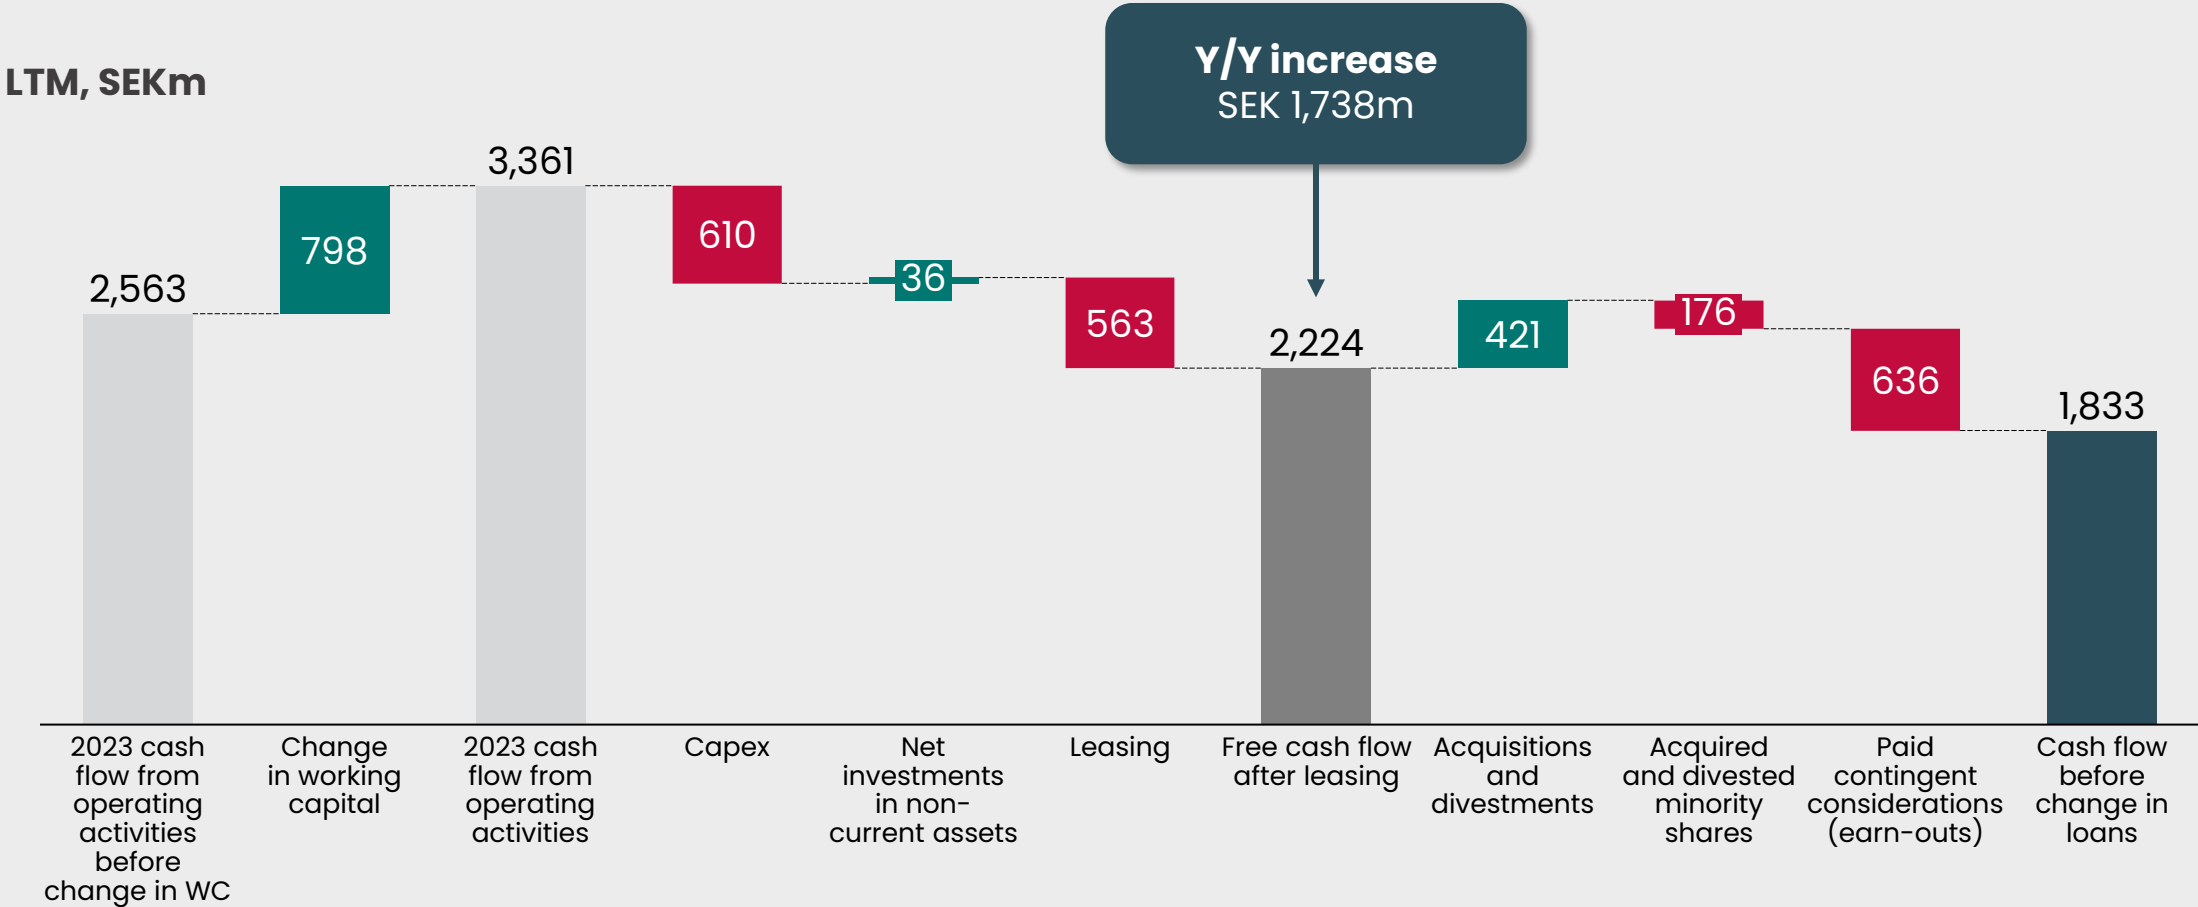 Y/Y increase
SEK 1,738m
LTM, SEKm
2,563
798
3,361
610
36
563
2,224
421
176
636
1,833
2023 cash
flow from
operating
activities
before
change in WC
Change
in working
capital
2023 cash
flow from
operating
activities
Capex
Net
investments
in non-
current assets
Leasing
Free cash flow
after leasing
Acquisitions
and
divestments
Acquired
and divested
minority
shares
Paid
contingent
considerations
(earn-outs)
Cash flow
before
change in
loans